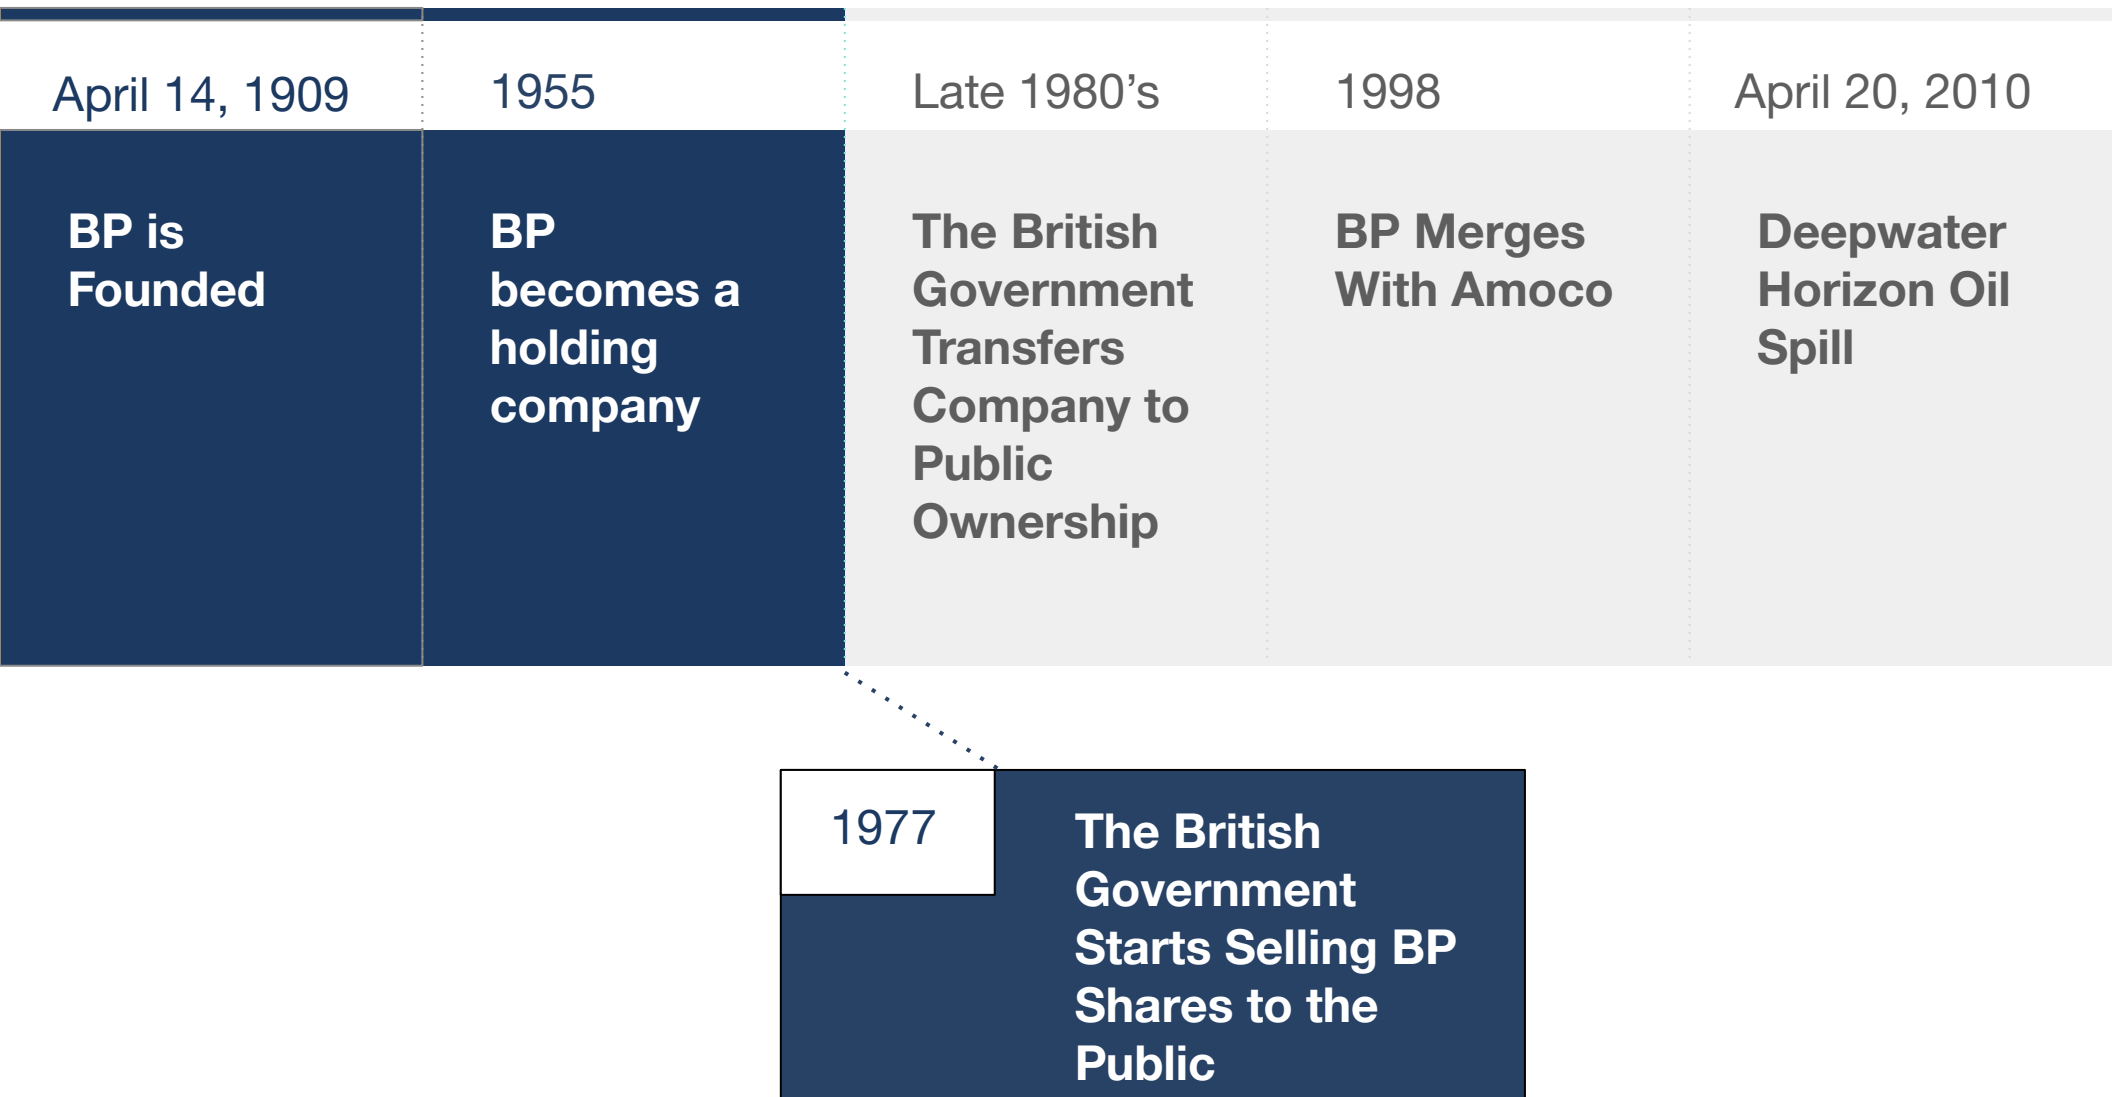 April 14, 1909
BP is
Founded
1955
BP
becomes a
holding
company
Late 1980’s
The British
Government
Transfers
Company to
Public
Ownership
1998
BP Merges
With Amoco
April 20, 2010
Deepwater
Horizon Oil
Spill
1977
The British
Government
Starts Selling BP
Shares to the
Public